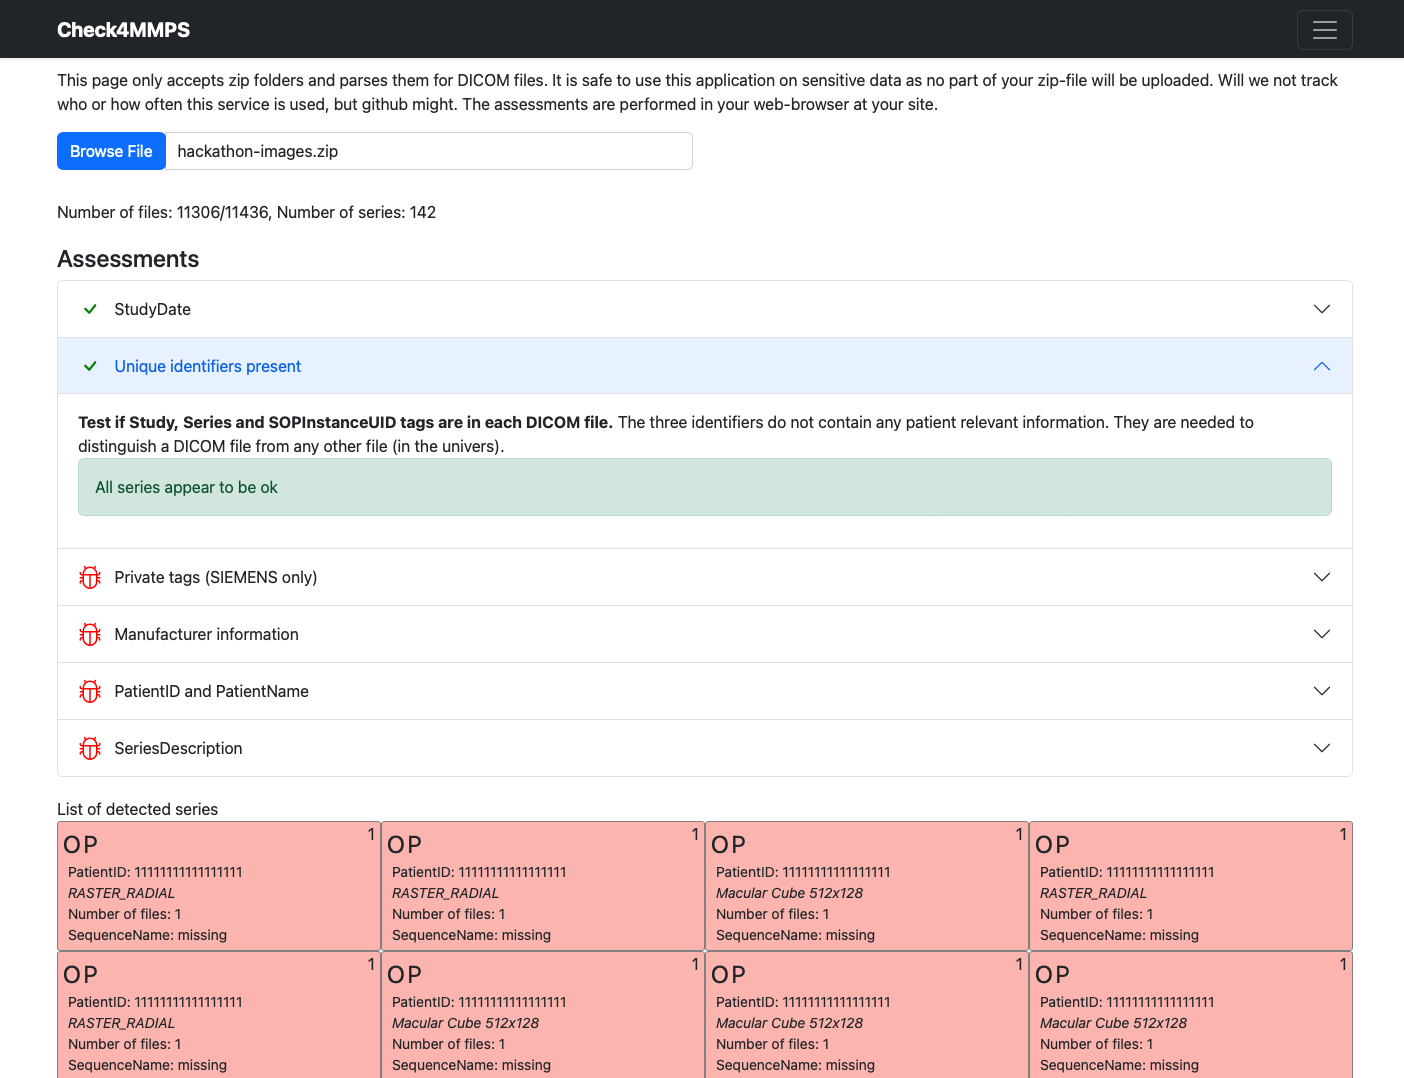 Check4MMPS
This page only accepts zip folders and parses them for DICOM files. It is safe to use this application on sensitive data as no part of your zip-file will be uploaded. Will we not track
who or how often this service is used, but github might. The assessments are performed in your web-browser at your site.
Browse File hackathon-images.zip
Number of files: 11306/11436, Number of series: 142
Assessments
StudyDate
Unique identifiers present
Test if Study, Series and SOPInstanceUID tags are in each DICOM file. The three identifiers do not contain any patient relevant information. They are needed to
distinguish a DICOM file from any other file (in the univers).
All series appear to be ok
Private tags (SIEMENS only)
Manufacturer information
PatientID and PatientName
SeriesDescription
List of detected series
OP 1
PatientID: 11111111111111111
RASTER_RADIAL
Number of files: 1
SequenceName: missing
OP 1
PatientID: 11111111111111111
RASTER_RADIAL
Number of files: 1
SequenceName: missing
OP 1
PatientID: 11111111111111111
Macular Cube 512x128
Number of files: 1
SequenceName: missing
OP 1
PatientID: 11111111111111111
RASTER_RADIAL
Number of files: 1
SequenceName: missing
OP 1
PatientID: 11111111111111111
RASTER_RADIAL
Number of files: 1
SequenceName: missing
OP 1
PatientID: 11111111111111111
Macular Cube 512x128
Number of files: 1
SequenceName: missing
OP 1
PatientID: 11111111111111111
Macular Cube 512x128
Number of files: 1
SequenceName: missing
OP 1
PatientID: 11111111111111111
Macular Cube 512x128
Number of files: 1
SequenceName: missing